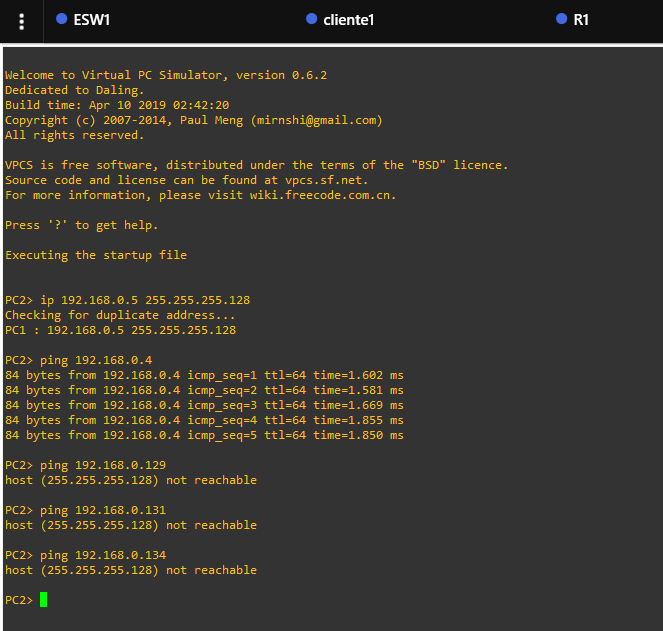 ESW1 cliente1 R1
Welcome to Virtual PC Simulator, version 0.6.2
Dedicated to Daling.
Build time: Apr 10 2019 02:42:20
Copyright (c) 2007-2014, Paul Meng (mirnshi@gmail.com)
All rights reserved.
VPCS is free software, distributed under the terms of the "BSD" licence.
Source code and license can be found at vpcs.sf.net.
For more information, please visit wiki.freecode.com.cn.
Press '?' to get help.
Executing the startup file
PC2> ip 192.168.0.5 255.255.255.128
Checking for duplicate address...
PC1 : 192.168.0.5 255.255.255.128
PC2> ping 192.168.0.4
84 bytes from 192.168.0.4 icmp_seq=1 ttl=64 time=1.602 ms
84 bytes from 192.168.0.4 icmp_seq=2 ttl=64 time=1.581 ms
84 bytes from 192.168.0.4 icmp_seq=3 ttl=64 time=1.669 ms
84 bytes from 192.168.0.4 icmp_seq=4 ttl=64 time=1.855 ms
84 bytes from 192.168.0.4 icmp_seq=5 ttl=64 time=1.850 ms
PC2> ping 192.168.0.129
host (255.255.255.128) not reachable
PC2> ping 192.168.0.131
host (255.255.255.128) not reachable
PC2> ping 192.168.0.134
host (255.255.255.128) not reachable
PC2>